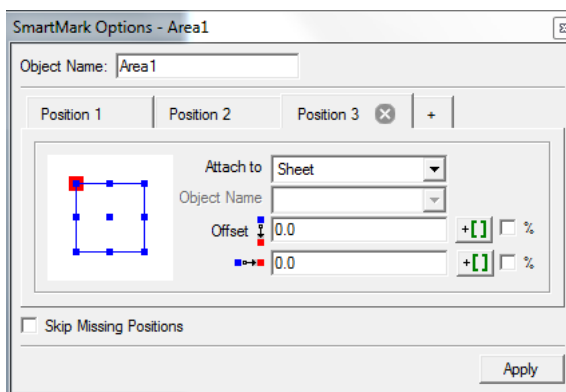 SmartMark Options - Area1
Object Name: Area1
Position 1 Position 2 Position 3 +
Attach to Sheet
Object Name
Offset 0.0 +[] %
0.0 +[] %
Skip Missing Positions
Apply